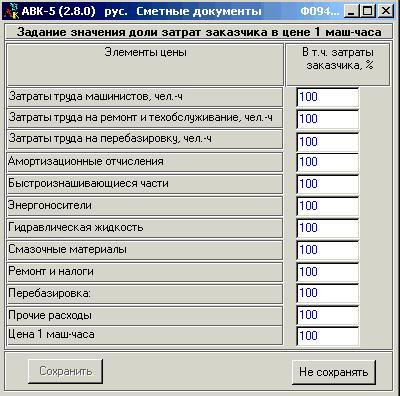 АВК-5 (2.8.0) рус. Сметные документы Ф094...
Задание значения доли затрат заказчика в цене 1 маш-часа
Элементы цены
В т.ч. затраты
заказчика, %
Затраты труда машинистов, чел.-ч 100
Затраты труда на ремонт и техобслуживание, чел.-ч 100
Затраты труда на перебазировку, чел.-ч 100
Амортизационные отчисления 100
Быстроизнашивающиеся части 100
Энергоносители 100
Гидравлическая жидкость 100
Смазочные материалы 100
Ремонт и налоги 100
Перебазировка: 100
Прочие расходы 100
Цена 1 маш-часа 100
Сохранить Не сохранять